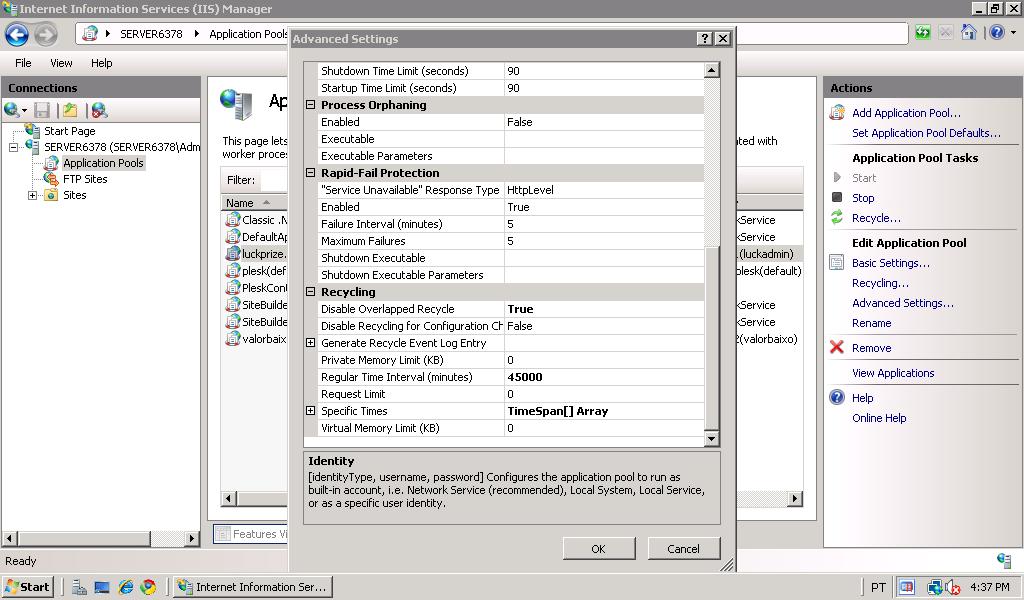 Internet Information Services (IIS) Manager
SERVER6378
Application Pools
File View Help
Connections
Start Page
SERVER6378 (SERVER6378\Adm
Application Pools
FTP Sites
Sites
Ap
This page lets
worker proces
ted with
Filter:
Name
Classic .N
DefaultAp
luckprize.
plesk(def
PleskCont
SiteBuilde
SiteBuilde
valorbaixo
kService
kService
.(luckadmin)
plesk(default)
kService
kService
2(valorbaixo)
Features Vi
Advanced Settings
Shutdown Time Limit (seconds) 90
Startup Time Limit (seconds) 90
Process Orphaning
Enabled False
Executable
Executable Parameters
Rapid-Fail Protection
"Service Unavailable" Response Type HttpLevel
Enabled True
Failure Interval (minutes) 5
Maximum Failures 5
Shutdown Executable
Shutdown Executable Parameters
Recycling
Disable Overlapped Recycle True
Disable Recycling for Configuration Ch False
Generate Recycle Event Log Entry
Private Memory Limit (KB) 0
Regular Time Interval (minutes) 45000
Request Limit 0
Specific Times TimeSpan[] Array
Virtual Memory Limit (KB) 0
Identity
[identityType, username, password] Configures the application pool to run as
built-in account, i.e. Network Service (recommended), Local System, Local Service,
or as a specific user identity.
OK Cancel
Actions
Add Application Pool...
Set Application Pool Defaults...
Application Pool Tasks
Start
Stop
Recycle...
Edit Application Pool
Basic Settings...
Recycling...
Advanced Settings...
Rename
Remove
View Applications
Help
Online Help
Ready
Start
Internet Information Ser...
PT
4:37 PM